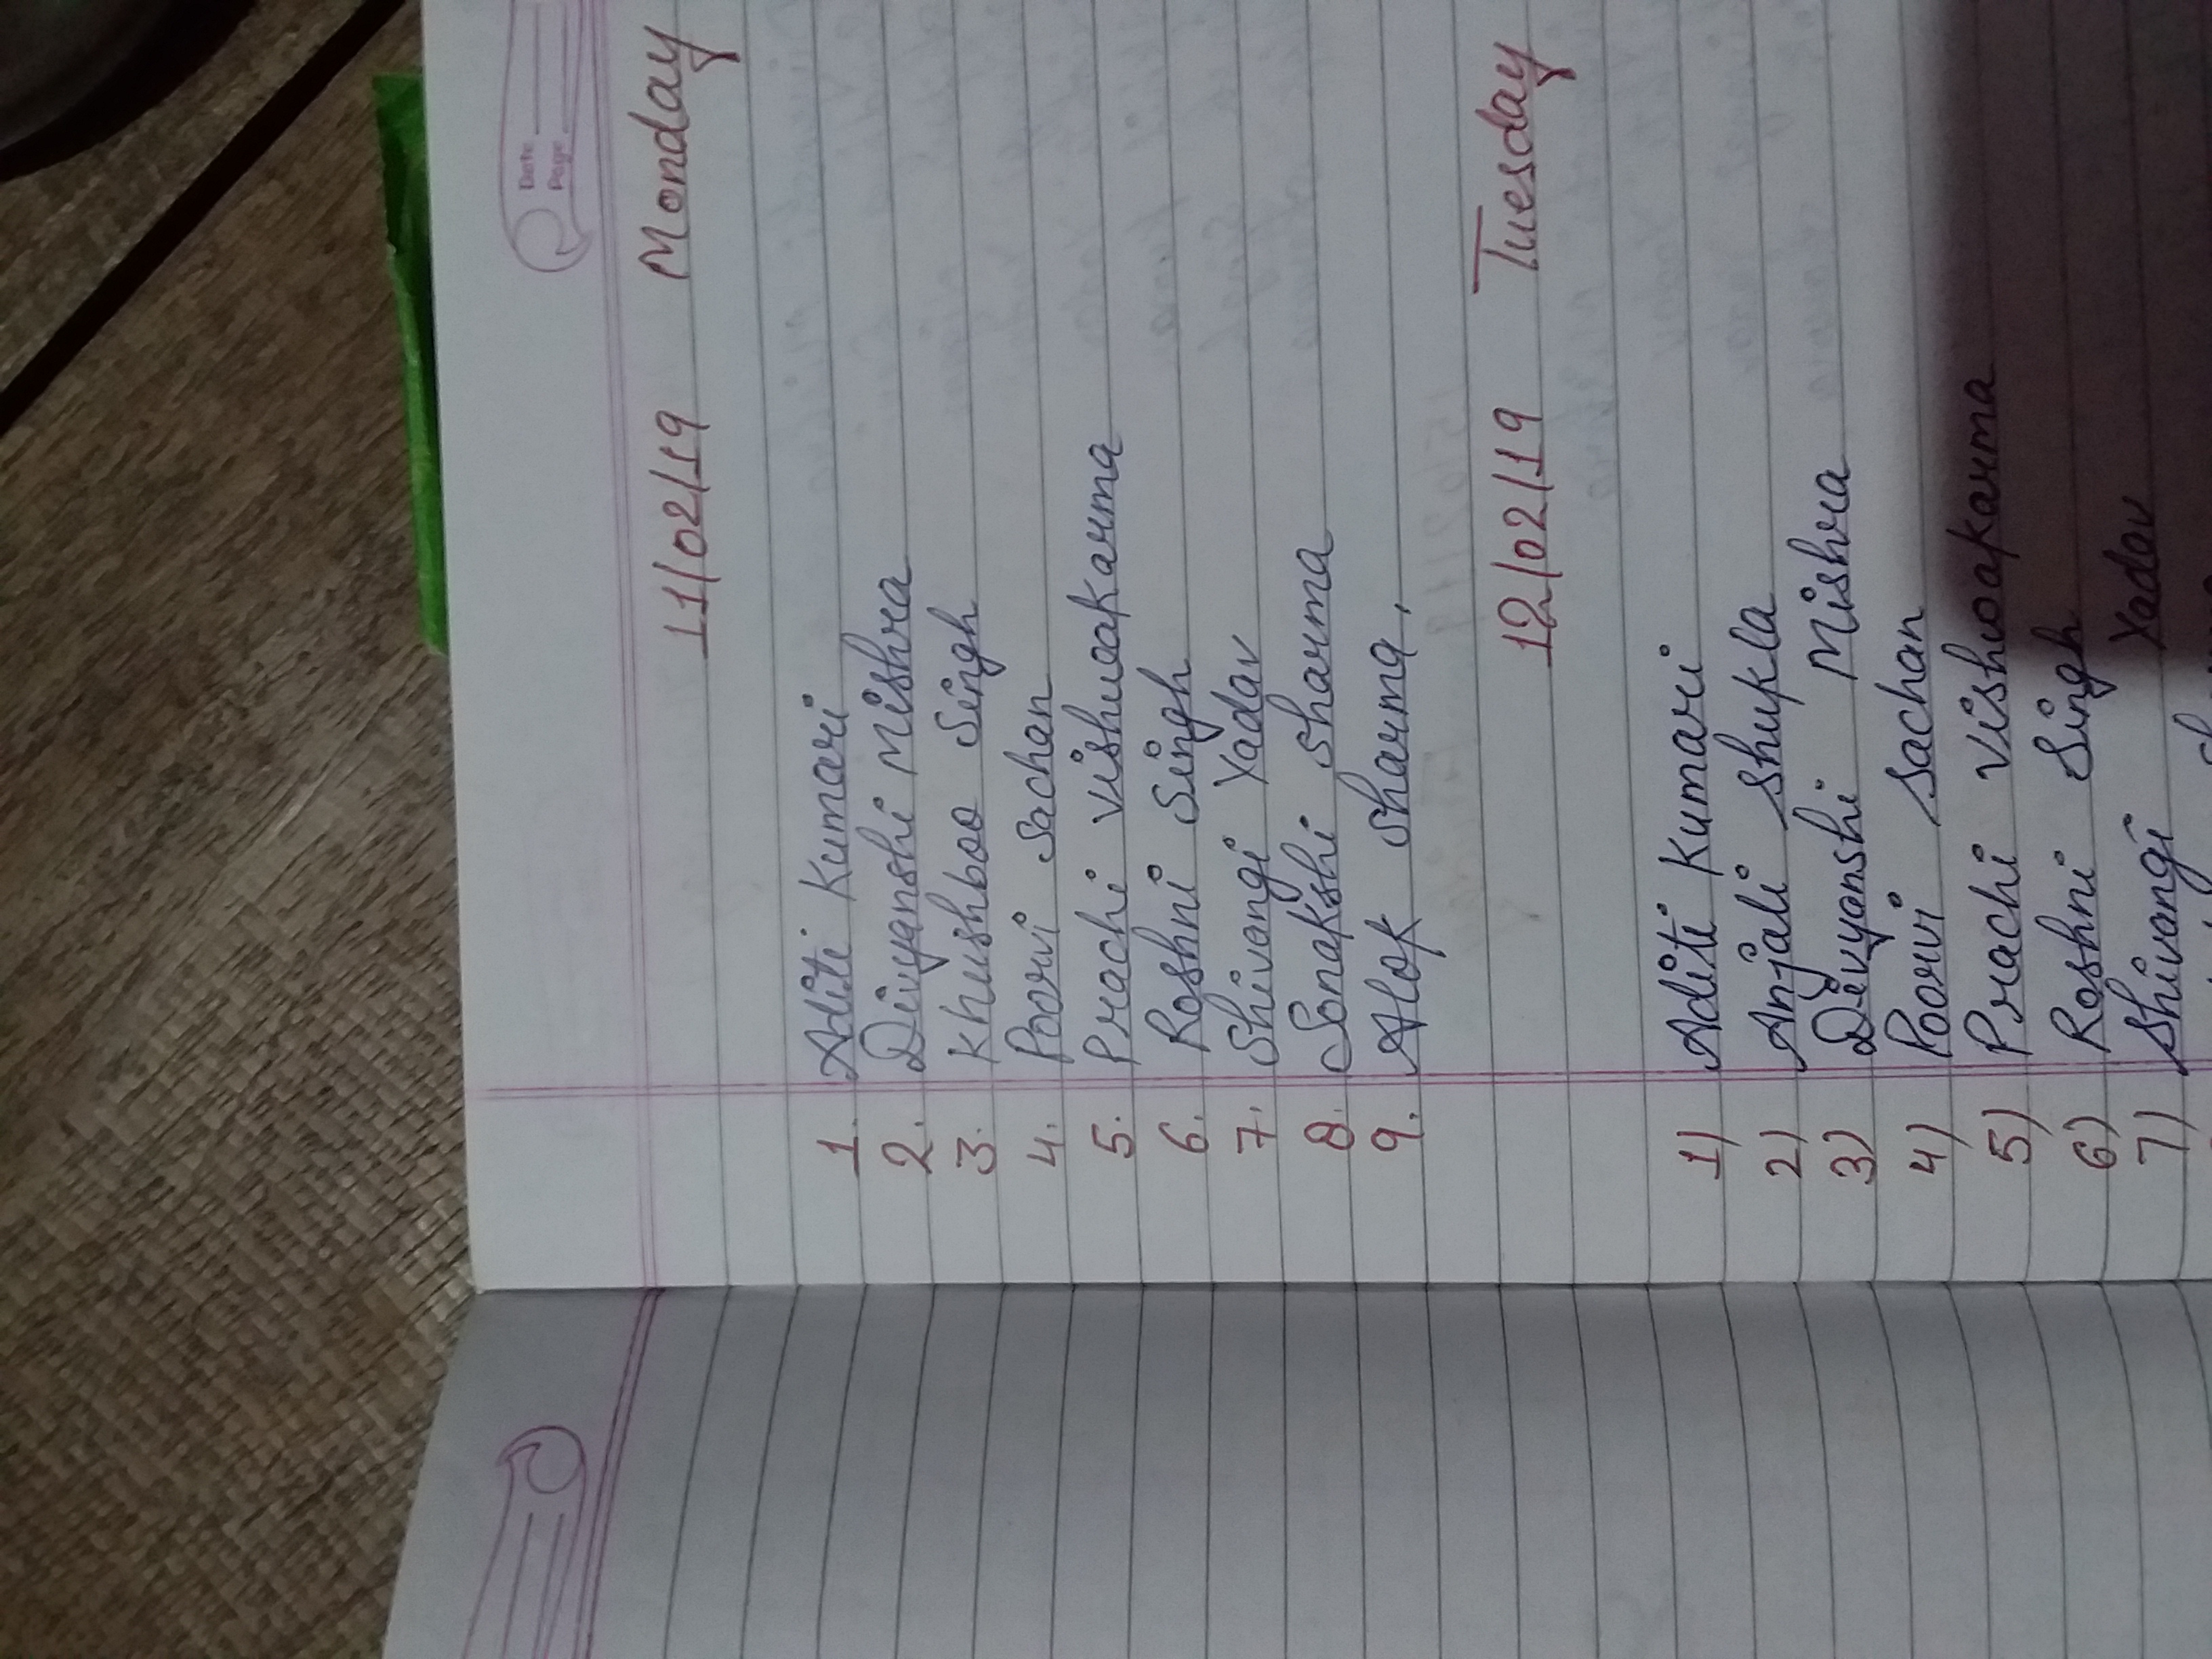 Date
Page
11/02/19 Monday
1. Aditi Kumari
2. Divyanshi Mishra
3. Khushboo Singh
4. Poorvi Sachan
5. Prachi Vishwakarma
6. Roshni Singh
7. Shivangi Yadav
8. Sonakshi Sharma
9. Alok Sharma.
12/02/19 Tuesday
1) Aditi Kumari
2) Anjali Shukla
3) Divyanshi Mishra
4) Poorvi Sachan
5) Prachi Vishwakarma
6) Roshni Singh
7) Shivangi Yadav